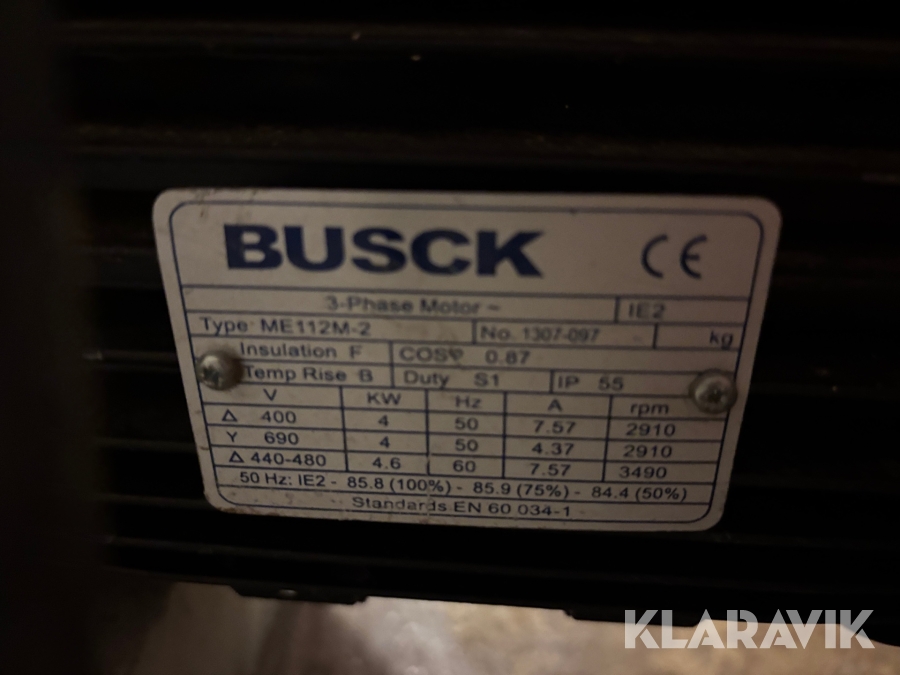 BUSCK CE
3-Phase Motor ~ IE2
Type: ME112M-2 No. 1307-097 kg
Insulation F COSφ 0.87
Temp Rise B Duty S1 IP 55
V KW Hz A rpm
Δ 400 4 50 7.57 2910
Y 690 4 50 4.37 2910
Δ 440-480 4.6 60 7.57 3490
50 Hz: IE2 - 85.8 (100%) - 85.9 (75%) - 84.4 (50%)
Standards EN 60 034-1
KLARAVIK